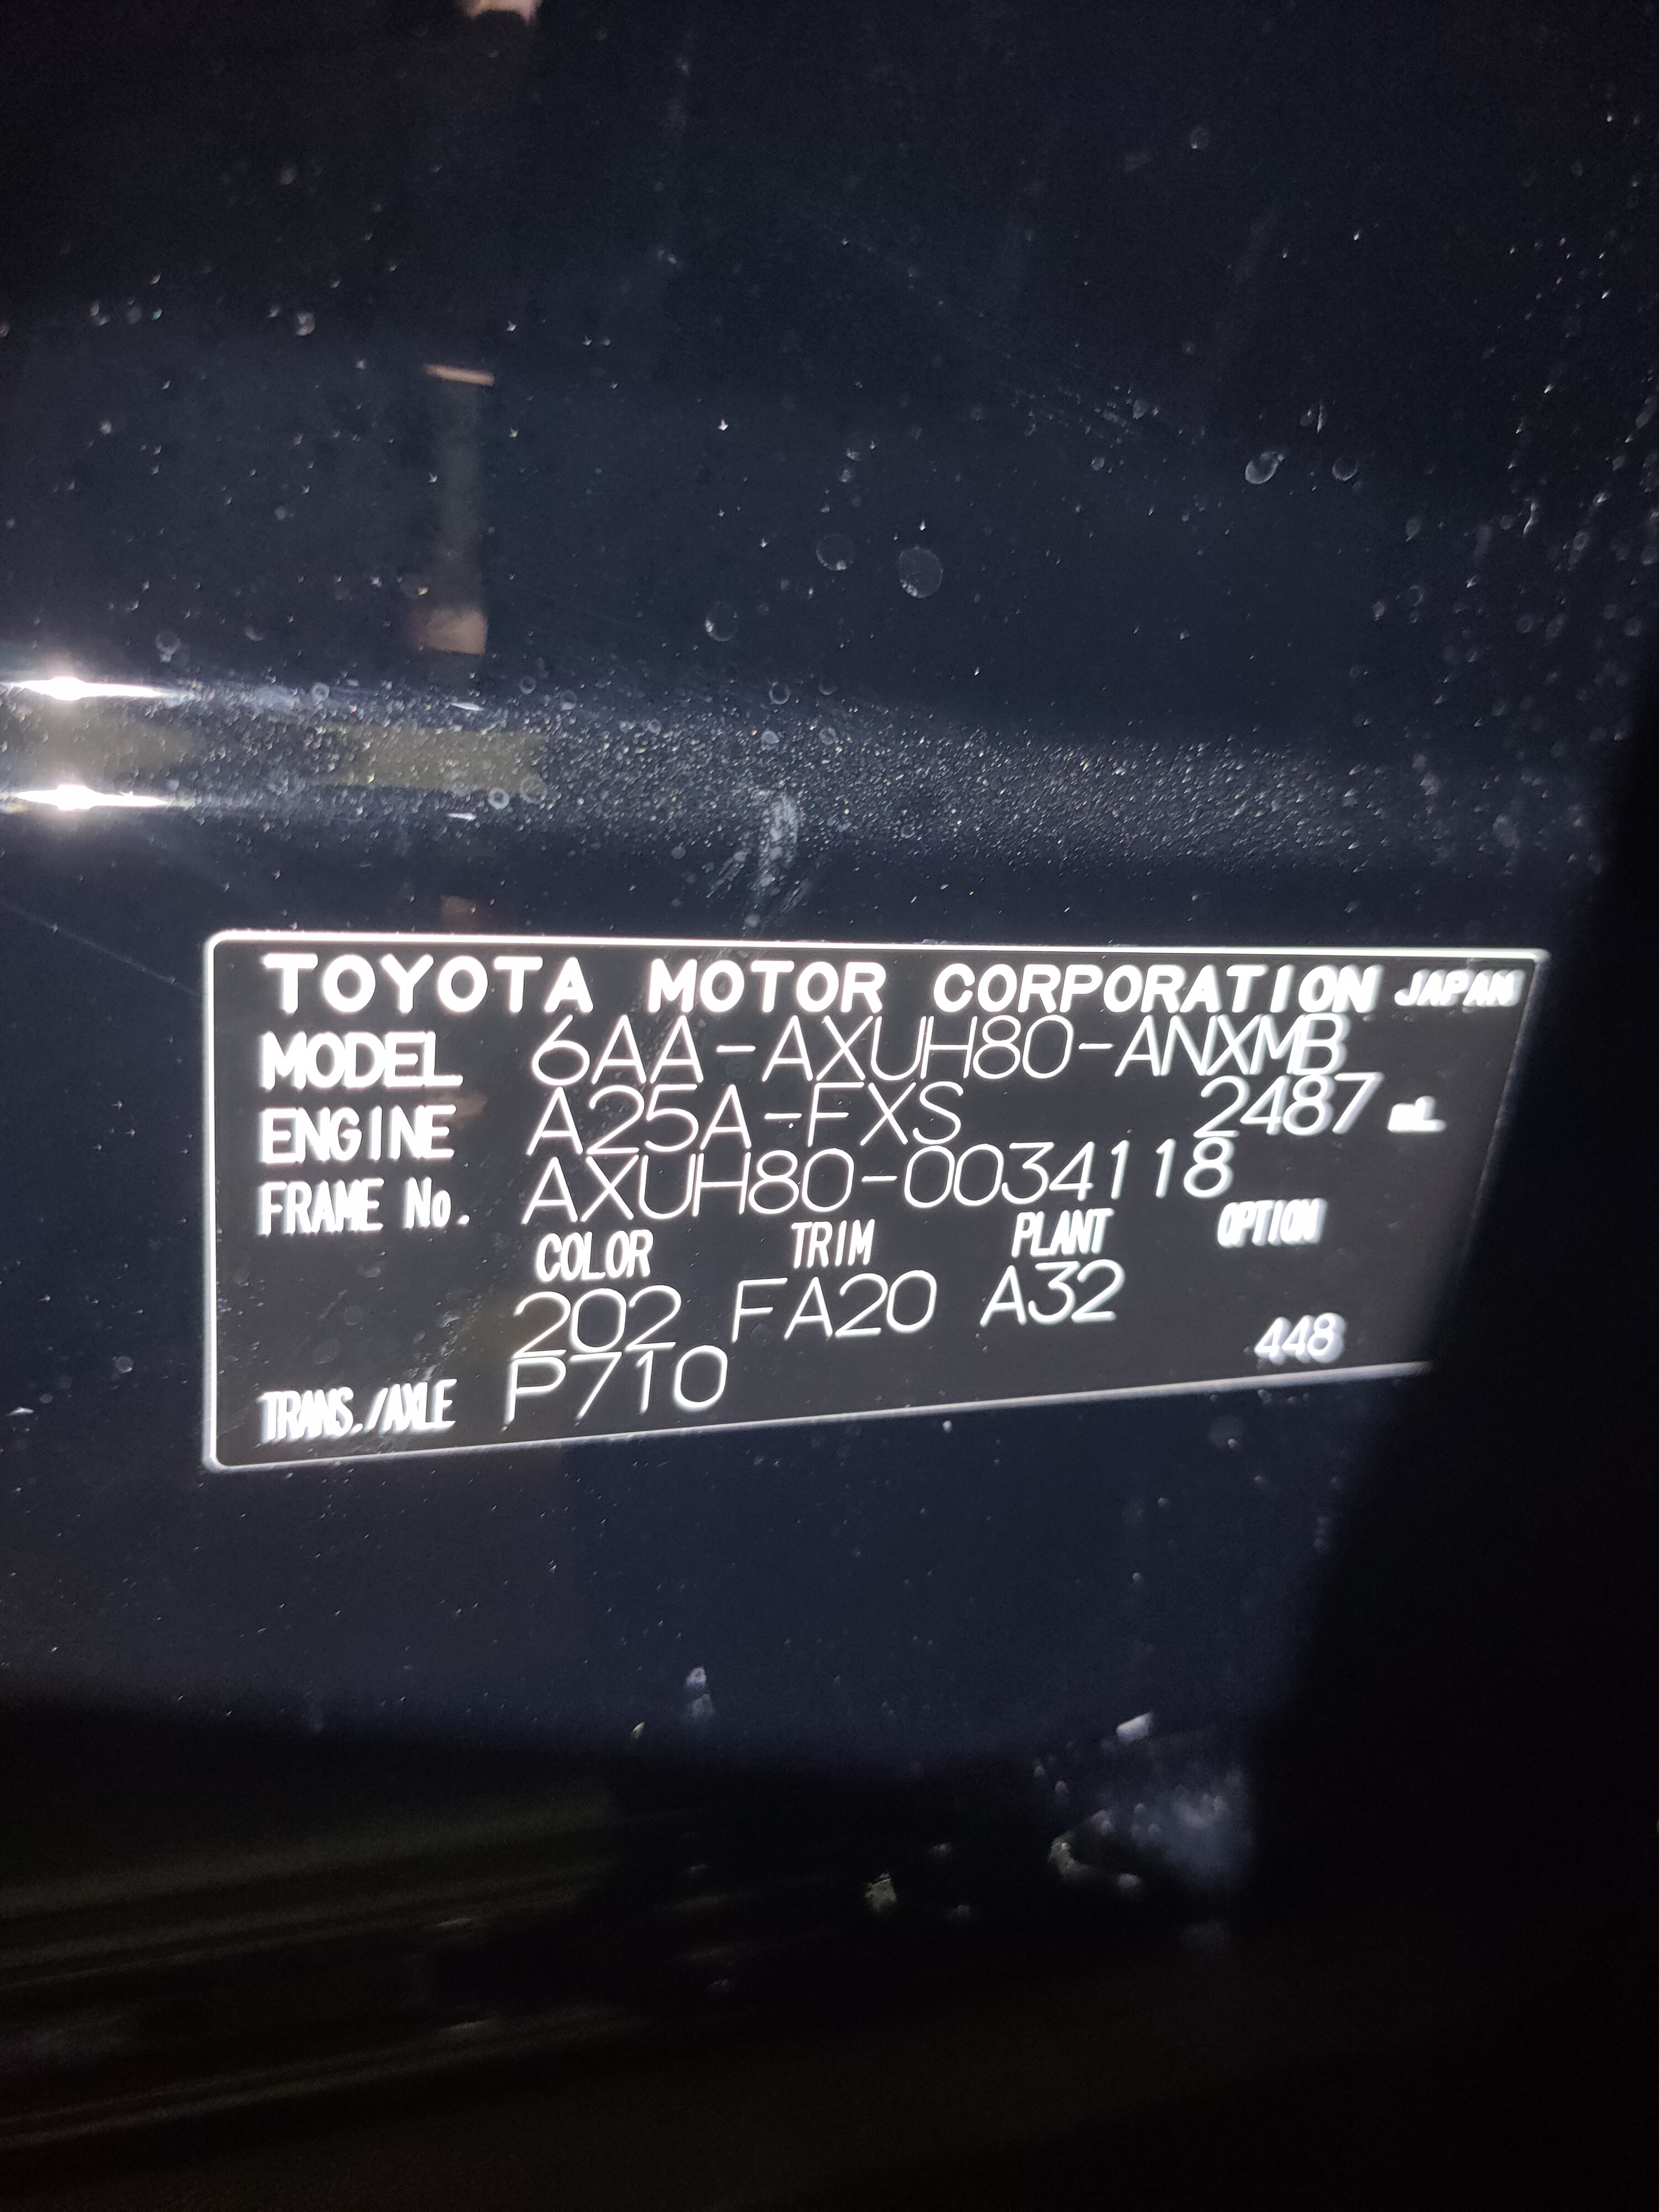 TOYOTA MOTOR CORPORATION JAPAN
MODEL 6AA-AXUH80-ANXMB
ENGINE A25A-FXS 2487 mL
FRAME No. AXUH80-0034118
COLOR TRIM PLANT OPTION
202 FA20 A32
TRANS./AXLE P710 448